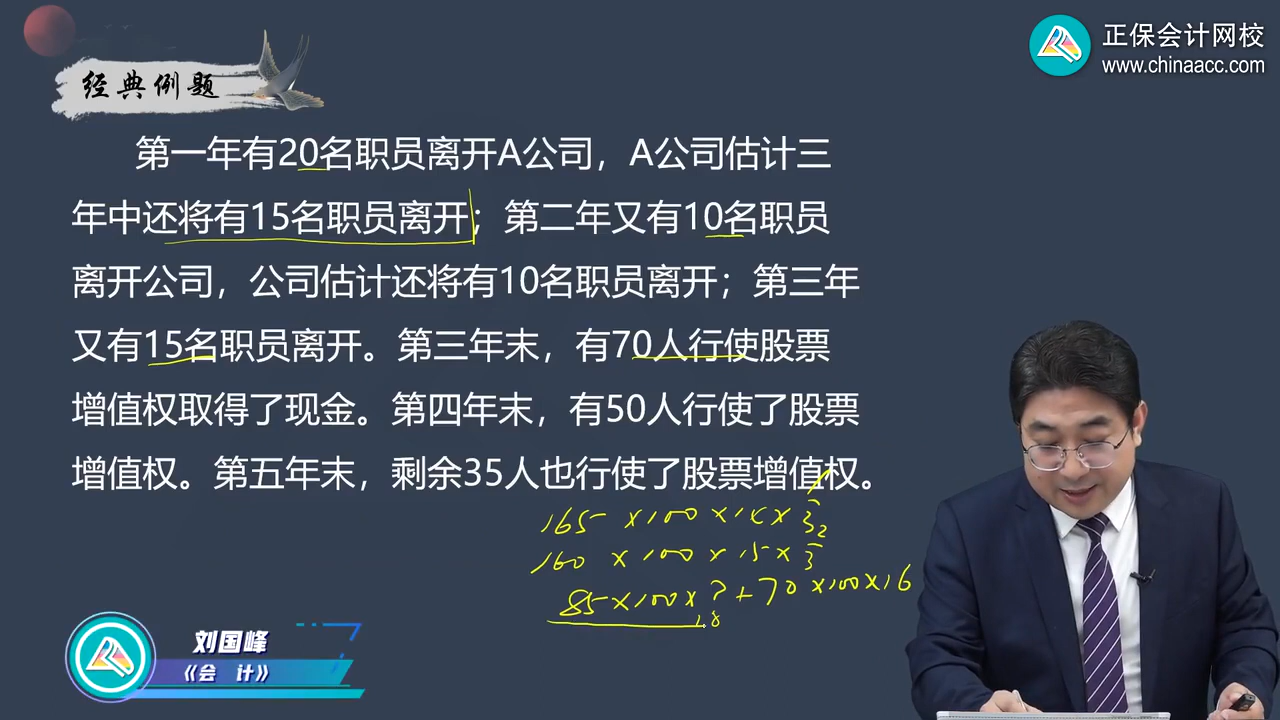 正保会计网校
www.chinaacc.com
经典例题
第一年有20名职员离开A公司，A公司估计三
年中还将有15名职员离开；第二年又有10名职员
离开公司，公司估计还将有10名职员离开；第三年
又有15名职员离开。第三年末，有70人行使股票
增值权取得了现金。第四年末，有50人行使了股票
增值权。第五年末，剩余35人也行使了股票增值权。
165 ×100 ×
160 × 100 × 15 × 2/3
85×100× ? + 70 ×100×16
18
刘国峰
《会 计》